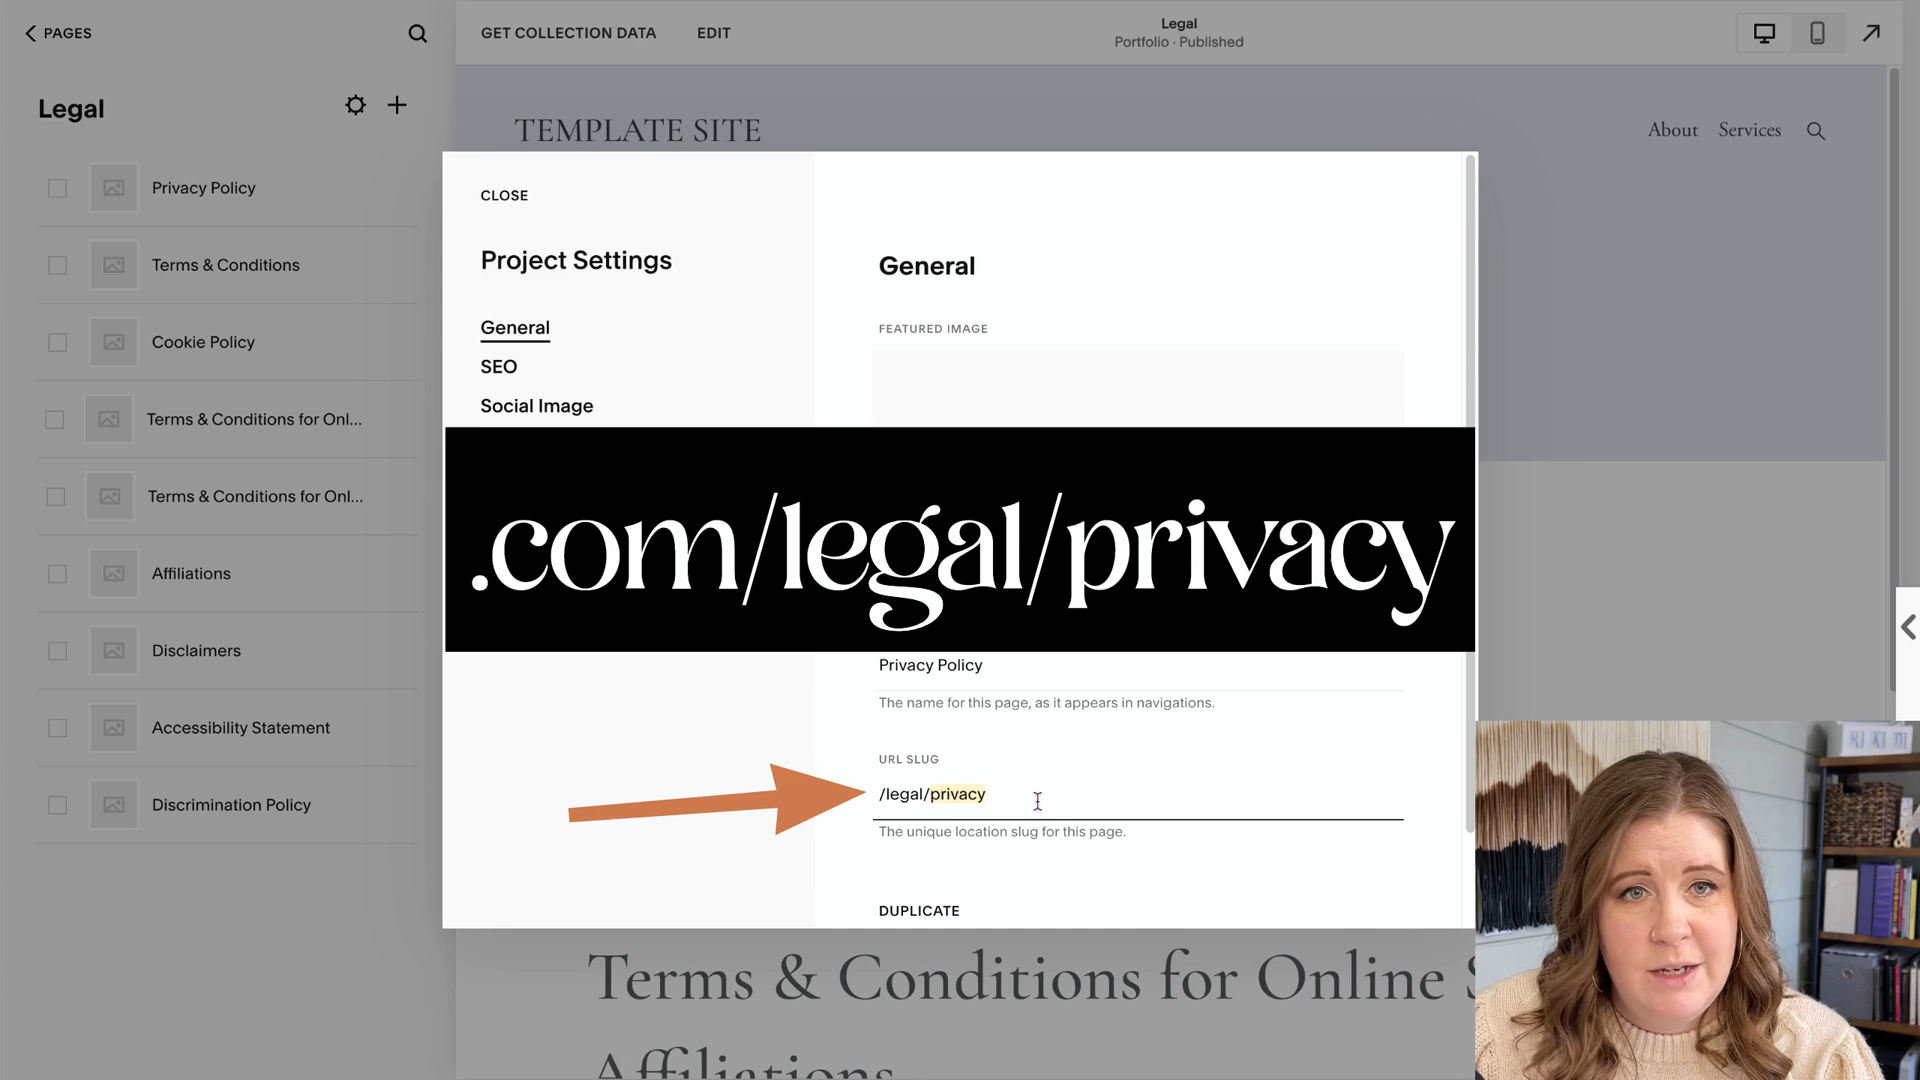 PAGES
Legal
Privacy Policy
Terms & Conditions
Cookie Policy
Terms & Conditions for Onl...
Terms & Conditions for Onl...
Affiliations
Disclaimers
Accessibility Statement
Discrimination Policy
GET COLLECTION DATA
EDIT
Legal
Portfolio · Published
TEMPLATE SITE
About
Services
CLOSE
Project Settings
General
SEO
Social Image
General
FEATURED IMAGE
.com/legal/privacy
Privacy Policy
The name for this page, as it appears in navigations.
URL SLUG
/legal/privacy
The unique location slug for this page.
DUPLICATE
Terms & Conditions for Online
Affiliations